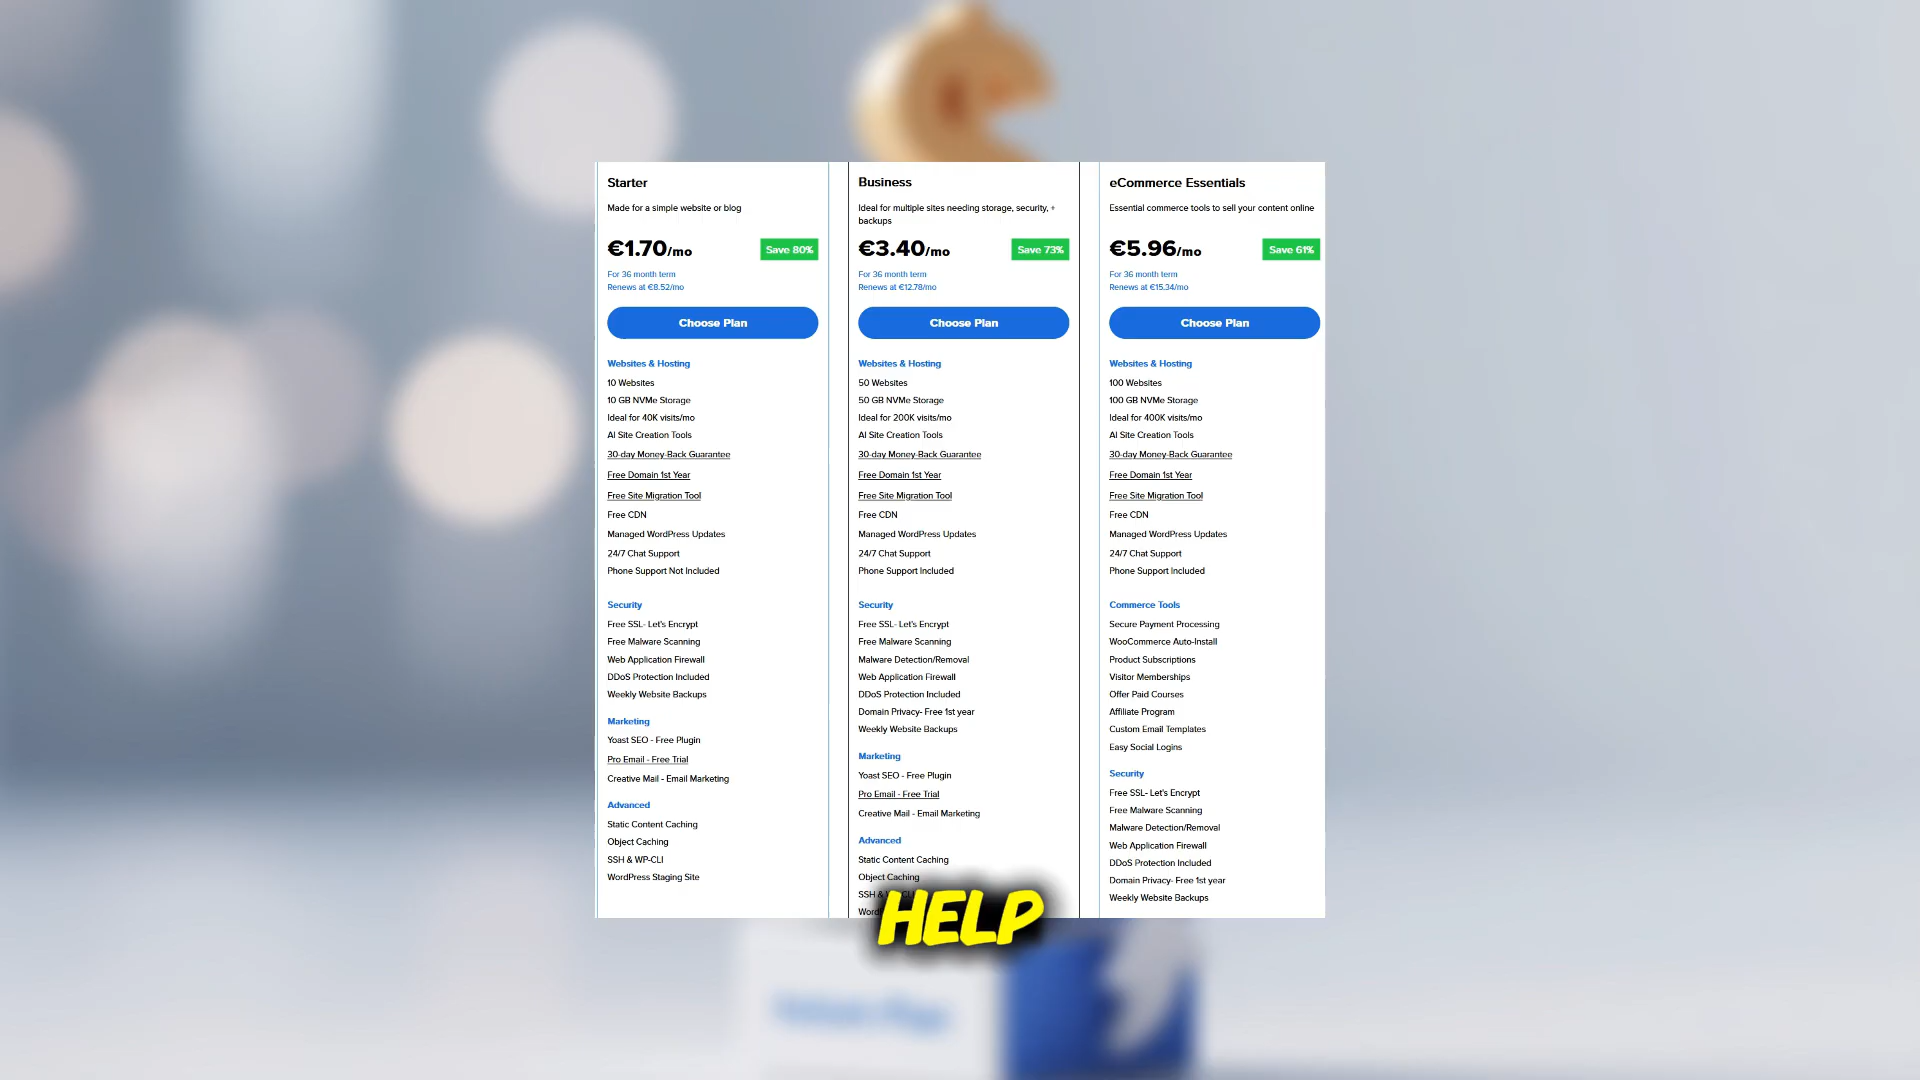 Starter
Made for a simple website or blog
€1.70/mo
Save 80%
For 36 month term
Renews at €8.52/mo
Choose Plan
Websites & Hosting
10 Websites
10 GB NVMe Storage
Ideal for 40K visits/mo
AI Site Creation Tools
30-day Money-Back Guarantee
Free Domain 1st Year
Free Site Migration Tool
Free CDN
Managed WordPress Updates
24/7 Chat Support
Phone Support Not Included
Security
Free SSL- Let's Encrypt
Free Malware Scanning
Web Application Firewall
DDoS Protection Included
Weekly Website Backups
Marketing
Yoast SEO - Free Plugin
Pro Email - Free Trial
Creative Mail - Email Marketing
Advanced
Static Content Caching
Object Caching
SSH & WP-CLI
WordPress Staging Site
Business
Ideal for multiple sites needing storage, security, +
backups
€3.40/mo
Save 73%
For 36 month term
Renews at €12.78/mo
Choose Plan
Websites & Hosting
50 Websites
50 GB NVMe Storage
Ideal for 200K visits/mo
AI Site Creation Tools
30-day Money-Back Guarantee
Free Domain 1st Year
Free Site Migration Tool
Free CDN
Managed WordPress Updates
24/7 Chat Support
Phone Support Included
Security
Free SSL- Let's Encrypt
Free Malware Scanning
Malware Detection/Removal
Web Application Firewall
DDoS Protection Included
Domain Privacy- Free 1st year
Weekly Website Backups
Marketing
Yoast SEO - Free Plugin
Pro Email - Free Trial
Creative Mail - Email Marketing
Advanced
Static Content Caching
Object Caching
SSH &
eCommerce Essentials
Essential commerce tools to sell your content online
€5.96/mo
Save 61%
For 36 month term
Renews at €15.34/mo
Choose Plan
Websites & Hosting
100 Websites
100 GB NVMe Storage
Ideal for 400K visits/mo
AI Site Creation Tools
30-day Money-Back Guarantee
Free Domain 1st Year
Free Site Migration Tool
Free CDN
Managed WordPress Updates
24/7 Chat Support
Phone Support Included
Commerce Tools
Secure Payment Processing
WooCommerce Auto-Install
Product Subscriptions
Visitor Memberships
Offer Paid Courses
Affiliate Program
Custom Email Templates
Easy Social Logins
Security
Free SSL- Let's Encrypt
Free Malware Scanning
Malware Detection/Removal
Web Application Firewall
DDoS Protection Included
Domain Privacy- Free 1st year
Weekly Website Backups
HELP